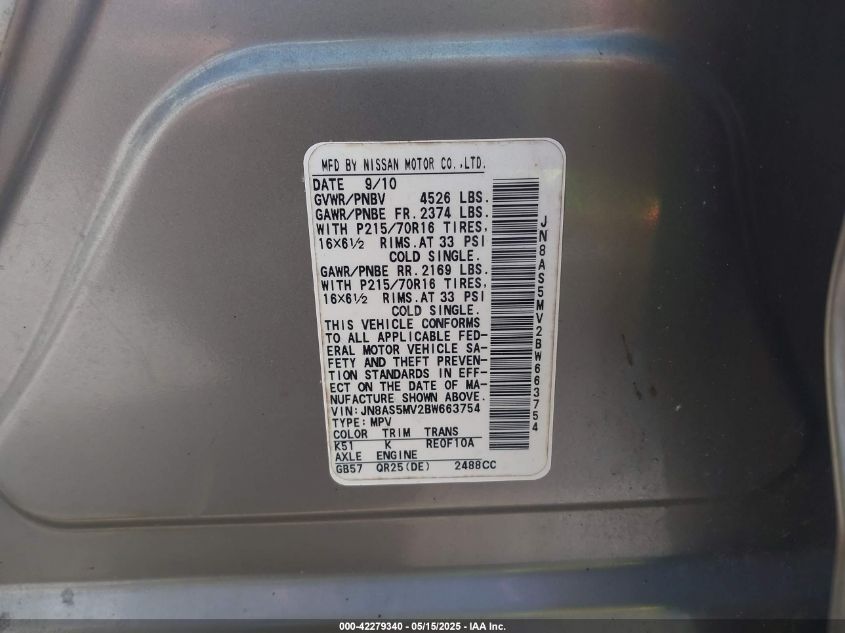 MFD BY NISSAN MOTOR CO.,LTD.
DATE 9/10
GVWR/PNBV 4526 LBS.
GAWR/PNBE FR. 2374 LBS.
WITH P215/70R16 TIRES,
16X6½ RIMS.AT 33 PSI
COLD SINGLE.
GAWR/PNBE RR. 2169 LBS.
WITH P215/70R16 TIRES,
16X6½ RIMS.AT 33 PSI
COLD SINGLE.
THIS VEHICLE CONFORMS
TO ALL APPLICABLE FED-
ERAL MOTOR VEHICLE SA-
FETY AND THEFT PREVEN-
TION STANDARDS IN EFF-
ECT ON THE DATE OF MA-
NUFACTURE SHOWN ABOVE.
VIN: JN8AS5MV2BW663754
TYPE: MPV
COLOR TRIM TRANS
K51 K RE0F10A
AXLE ENGINE
GB57 QR25(DE) 2488CC
JN8AS5MV2BW663754
000-42279340 - 05/15/2025 - IAA Inc.